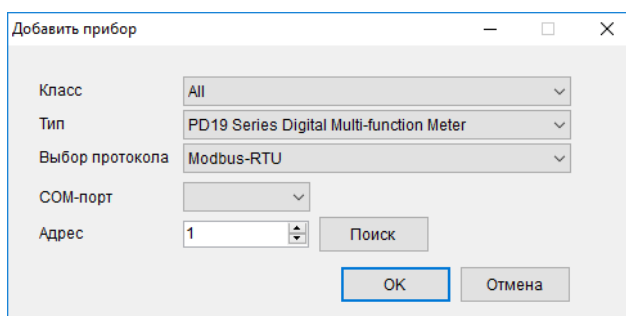 Добавить прибор
Класс All
Тип PD19 Series Digital Multi-function Meter
Выбор протокола Modbus-RTU
COM-порт
Адрес 1 Поиск
OK Отмена